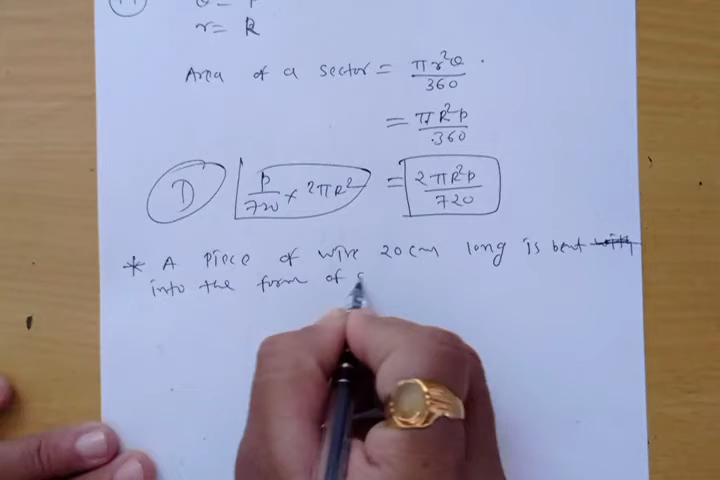 θ = P
r = R
Area of a sector = πr²θ / 360 .
= πR²P / .360
D P/720 × 2πR² = 2πR²P / 720
* A piece of wire 20cm long is bent
into the form of a